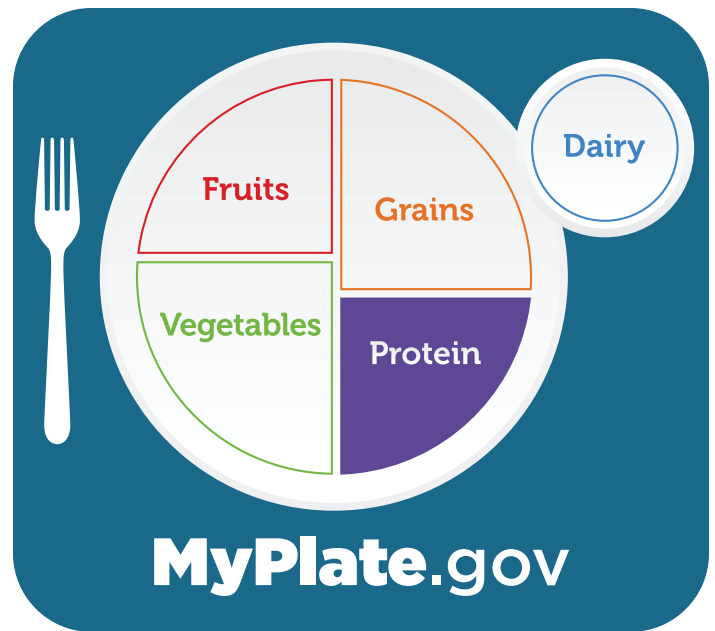 Fruits
Grains
Dairy
Vegetables
Protein
MyPlate.gov